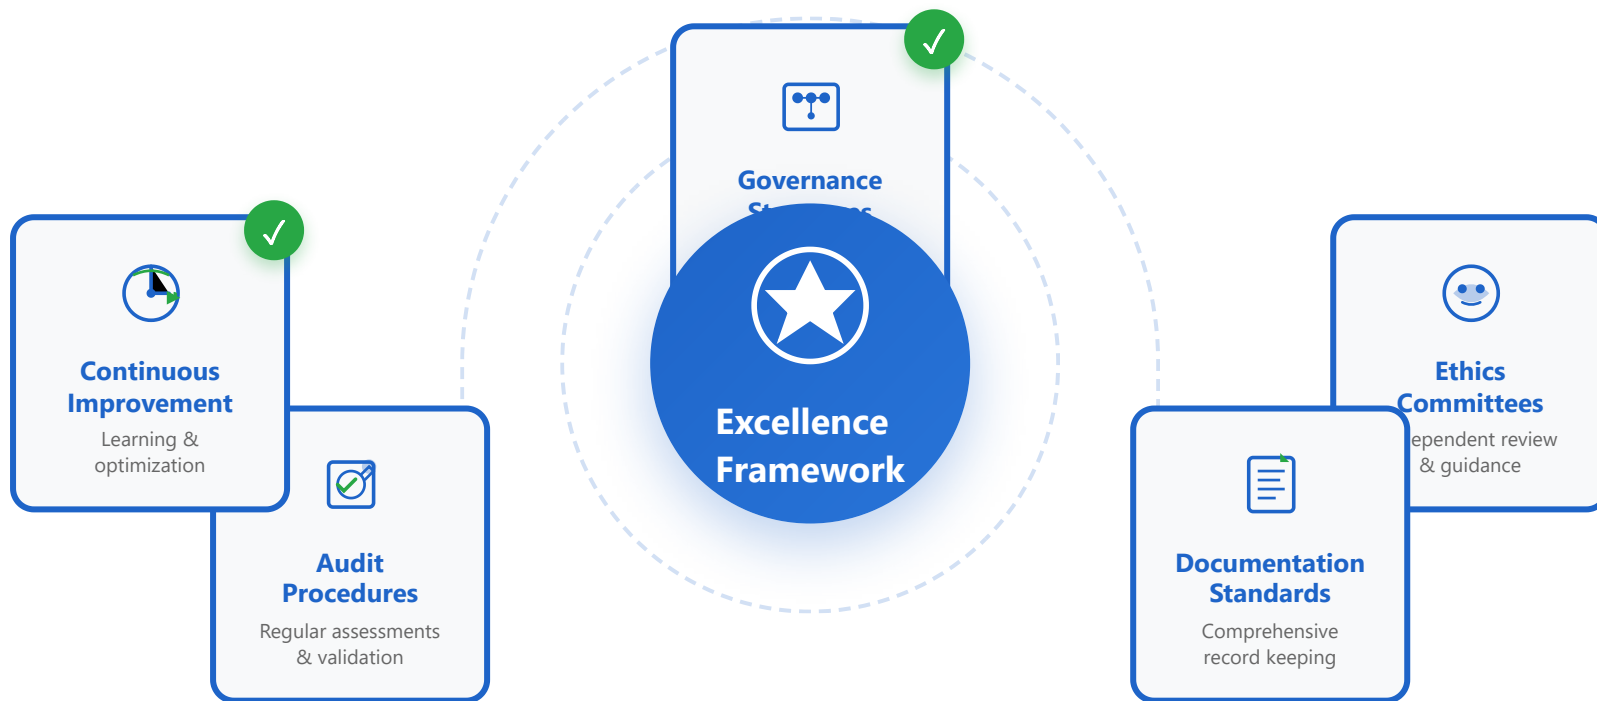 Governance
Continuous
Improvement
Learning &
optimization
Excellence
Framework
Ethics
Committees
review
& guidance
Audit
Procedures
Regular assessments
& validation
Documentation
Standards
Comprehensive
record keeping